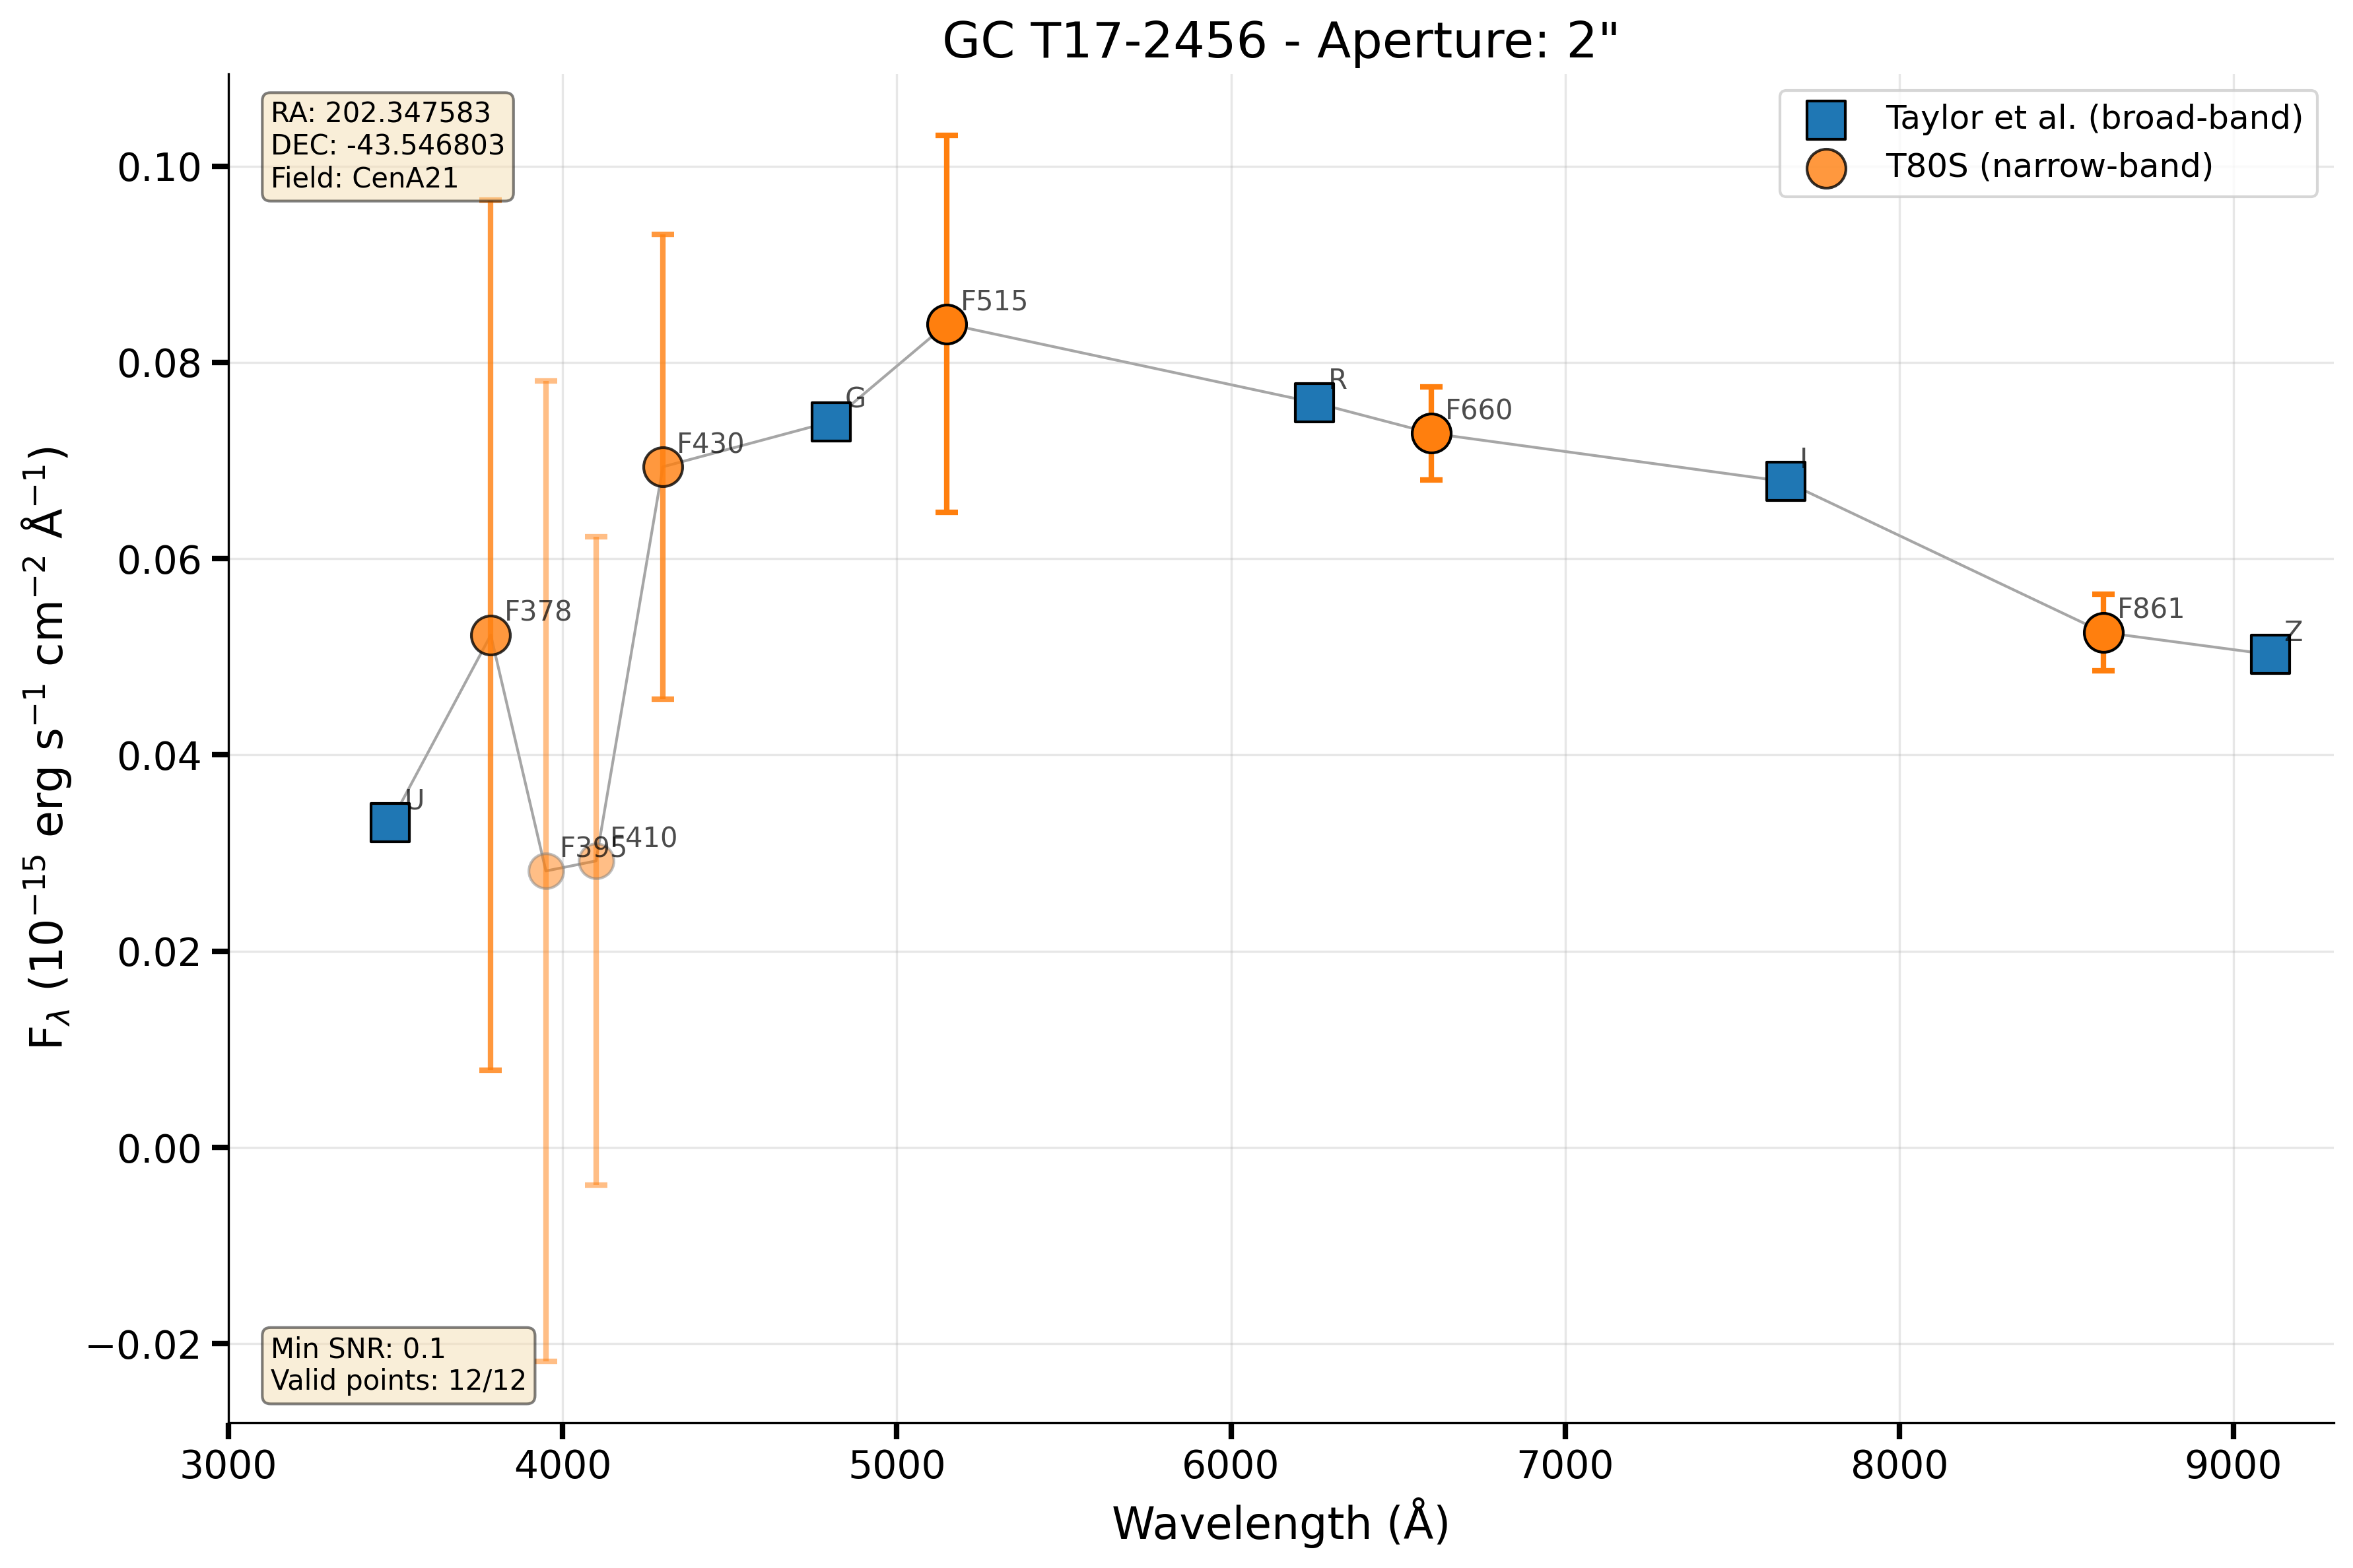 GC T17-2456 - Aperture: 2"
RA: 202.347583
DEC: -43.546803
Field: CenA21
Taylor et al. (broad-band)
T80S (narrow-band)
0.10
0.08
0.06
0.04
0.02
0.00
−0.02
F_λ (10⁻¹⁵ erg s⁻¹ cm⁻² Å⁻¹)
U
F378
F395
F410
F430
G
F515
R
F660
I
F861
Z
Min SNR: 0.1
Valid points: 12/12
3000 4000 5000 6000 7000 8000 9000
Wavelength (Å)